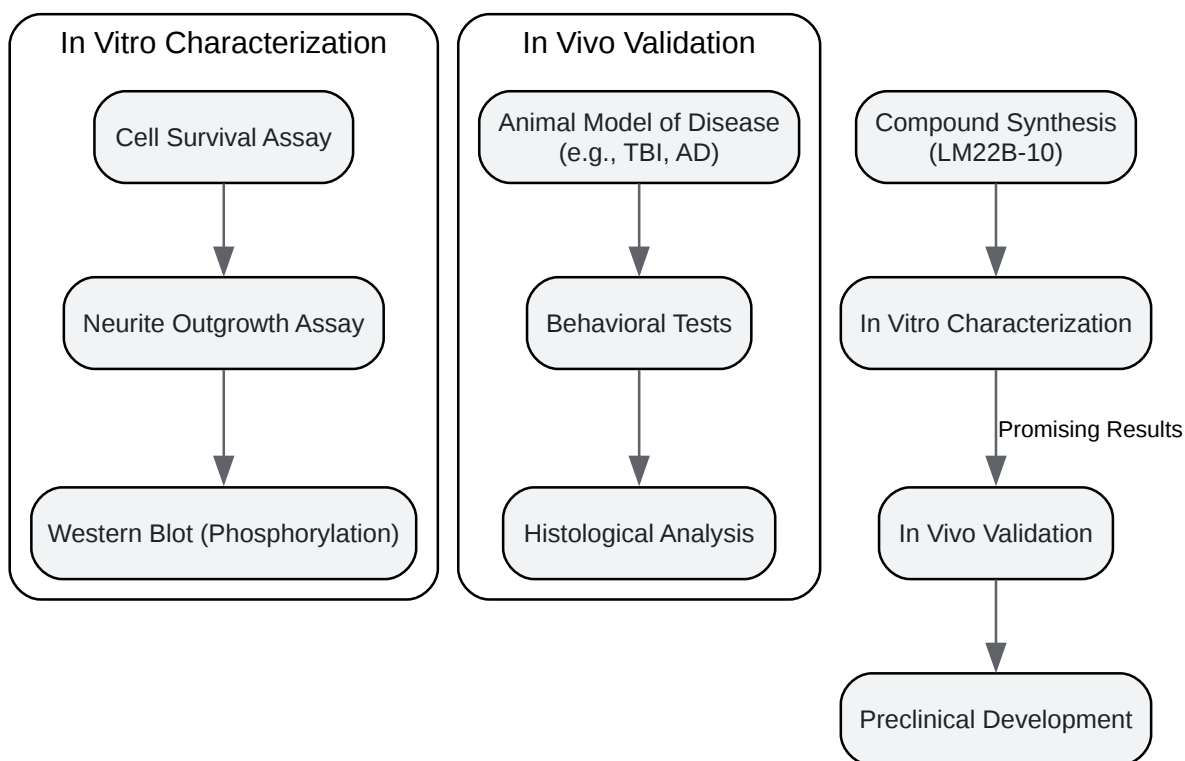 In Vitro Characterization
Cell Survival Assay
Neurite Outgrowth Assay
Western Blot (Phosphorylation)
In Vivo Validation
Animal Model of Disease
(e.g., TBI, AD)
Behavioral Tests
Histological Analysis
Compound Synthesis
(LM22B-10)
In Vitro Characterization
Promising Results
In Vivo Validation
Preclinical Development